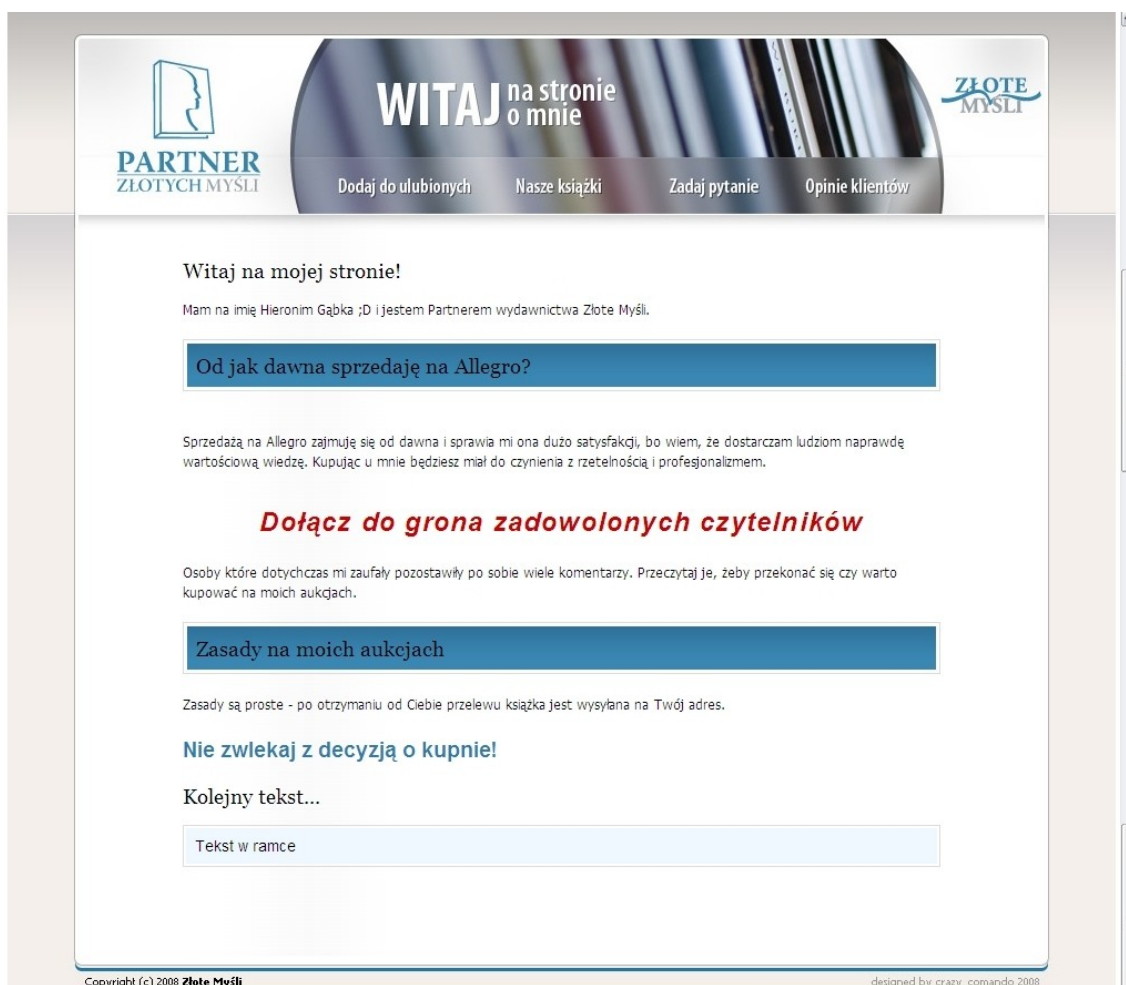 WITAJ na stronie
o mnie
ZŁOTE
MYŚLI
PARTNER
ZŁOTYCH MYŚLI
Dodaj do ulubionych Nasze książki Zadaj pytanie Opinie klientów
Witaj na mojej stronie!
Mam na imię Hieronim Gąbka ;D i jestem Partnerem wydawnictwa Złote Myśli.
Od jak dawna sprzedaję na Allegro?
Sprzedażą na Allegro zajmuję się od dawna i sprawia mi ona dużo satysfakcji, bo wiem, że dostarczam ludziom naprawdę
wartościową wiedzę. Kupując u mnie będziesz miał do czynienia z rzetelnością i profesjonalizmem.
Dołącz do grona zadowolonych czytelników
Osoby które dotychczas mi zaufały pozostawiły po sobie wiele komentarzy. Przeczytaj je, żeby przekonać się czy warto
kupować na moich aukcjach.
Zasady na moich aukcjach
Zasady są proste - po otrzymaniu od Ciebie przelewu książka jest wysyłana na Twój adres.
Nie zwlekaj z decyzją o kupnie!
Kolejny tekst...
Tekst w ramce
Copyright (c) 2008 Złote Myśli designed by crazy_comando 2008